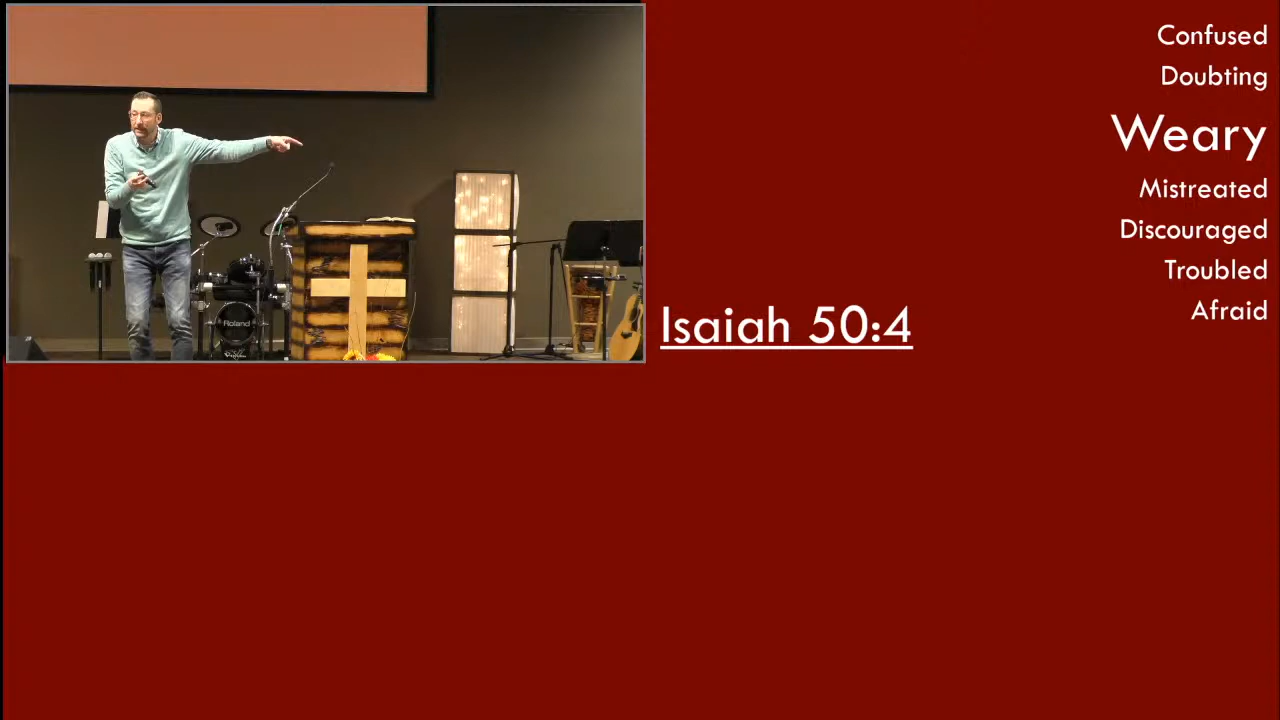 Confused
Doubting
Weary
Mistreated
Discouraged
Troubled
Afraid
Isaiah 50:4
Roland